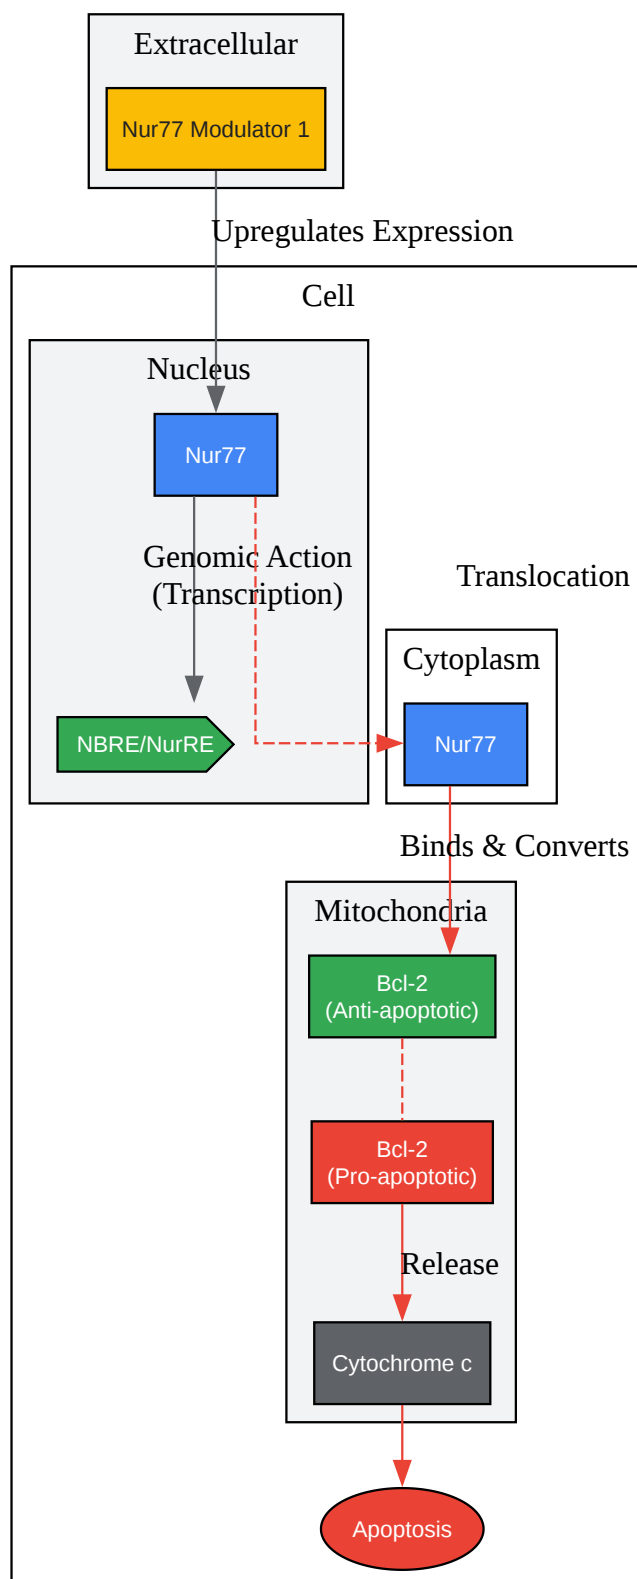 Extracellular
Nur77 Modulator 1
Upregulates Expression
Cell
Nucleus
Nur77
Genomic Action
(Transcription)
Translocation
Cytoplasm
NBRE/NurRE
Nur77
Binds & Converts
Mitochondria
Bcl-2
(Anti-apoptotic)
Bcl-2
(Pro-apoptotic)
Release
Cytochrome c
Apoptosis